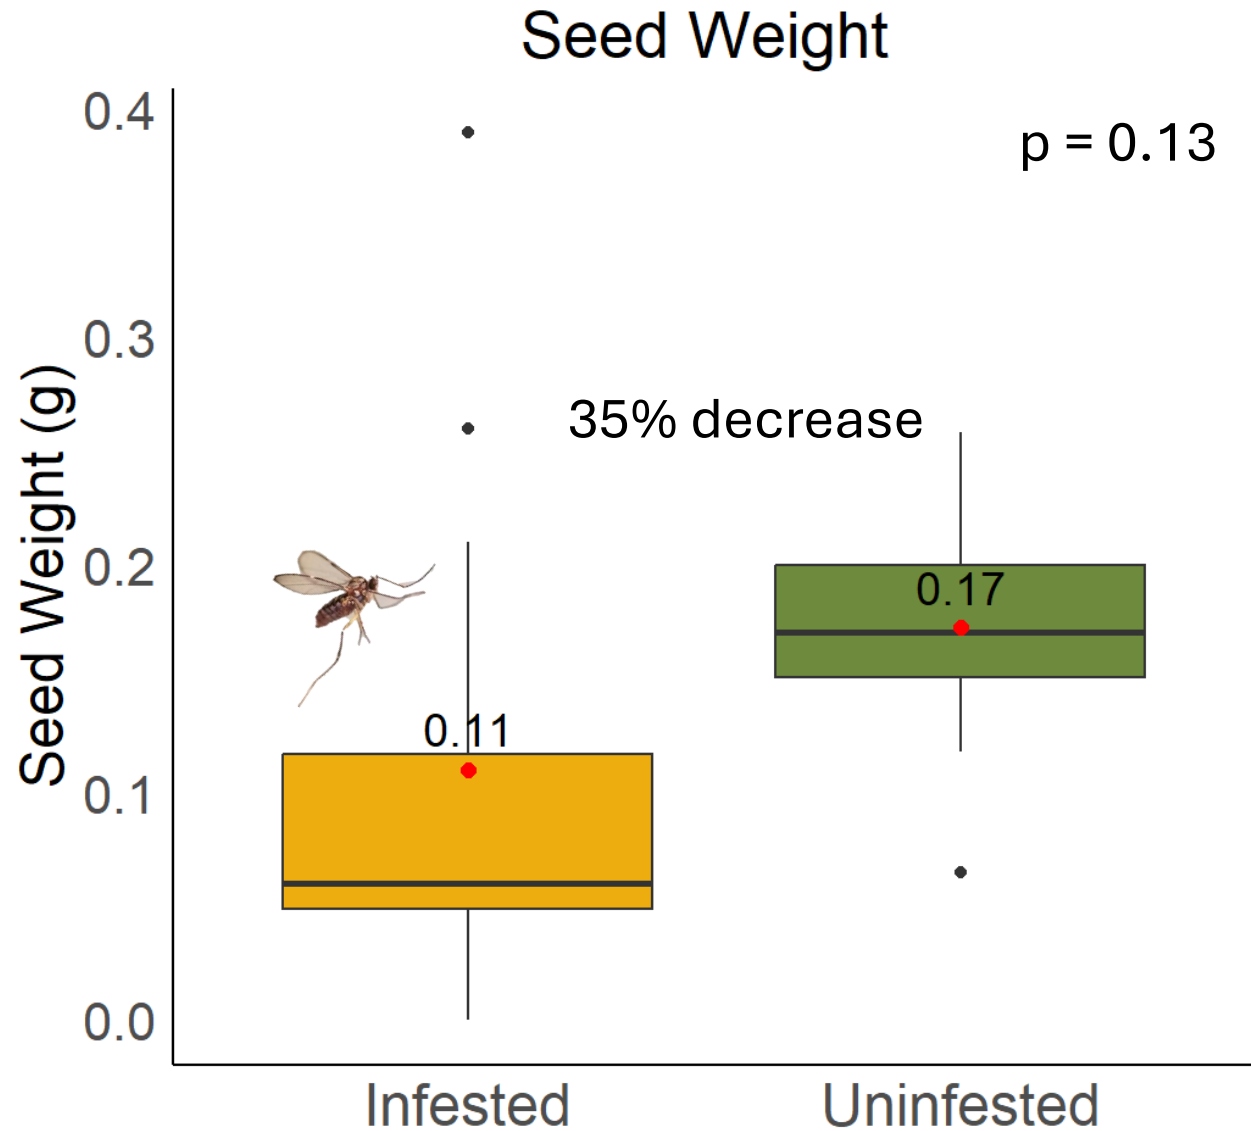 Seed Weight
p = 0.13
35% decrease
Seed Weight (g)
0.4
0.3
0.2
0.1
0.0
0.11
0.17
Infested
Uninfested